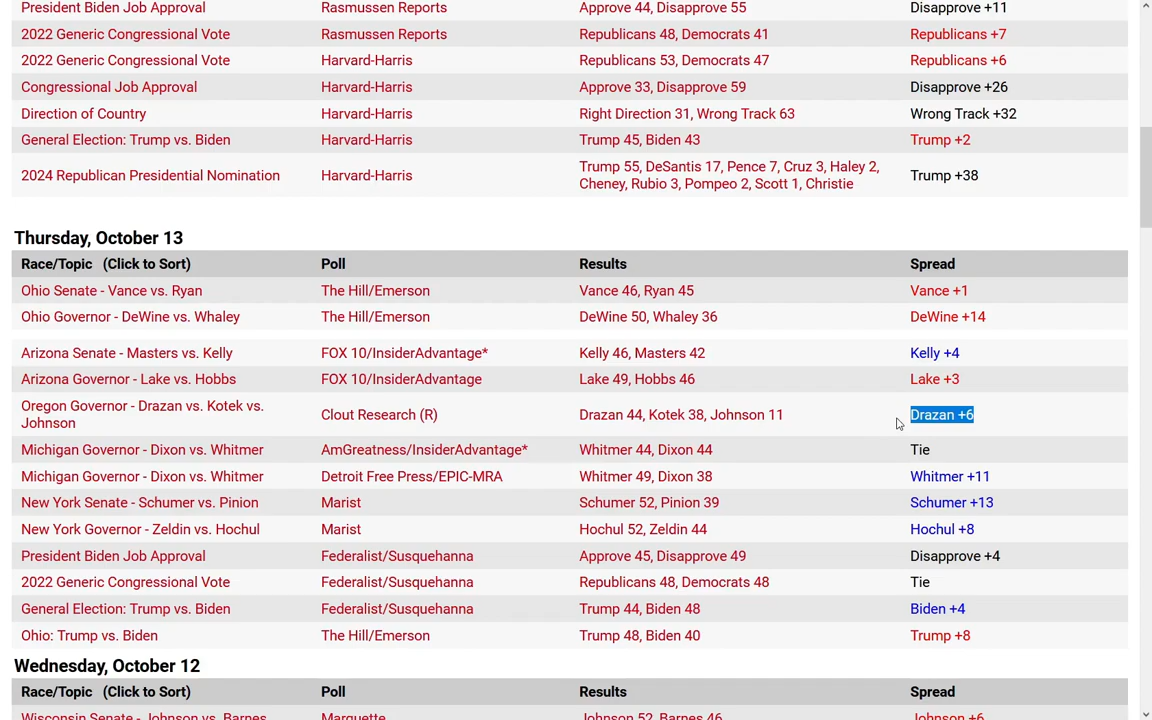 President Biden Job Approval Rasmussen Reports Approve 44, Disapprove 55 Disapprove +11
2022 Generic Congressional Vote Rasmussen Reports Republicans 48, Democrats 41 Republicans +7
2022 Generic Congressional Vote Harvard-Harris Republicans 53, Democrats 47 Republicans +6
Congressional Job Approval Harvard-Harris Approve 33, Disapprove 59 Disapprove +26
Direction of Country Harvard-Harris Right Direction 31, Wrong Track 63 Wrong Track +32
General Election: Trump vs. Biden Harvard-Harris Trump 45, Biden 43 Trump +2
2024 Republican Presidential Nomination Harvard-Harris Trump 55, DeSantis 17, Pence 7, Cruz 3, Haley 2, Trump +38
Cheney, Rubio 3, Pompeo 2, Scott 1, Christie
Thursday, October 13
Race/Topic (Click to Sort) Poll Results Spread
Ohio Senate - Vance vs. Ryan The Hill/Emerson Vance 46, Ryan 45 Vance +1
Ohio Governor - DeWine vs. Whaley The Hill/Emerson DeWine 50, Whaley 36 DeWine +14
Arizona Senate - Masters vs. Kelly FOX 10/InsiderAdvantage* Kelly 46, Masters 42 Kelly +4
Arizona Governor - Lake vs. Hobbs FOX 10/InsiderAdvantage Lake 49, Hobbs 46 Lake +3
Oregon Governor - Drazan vs. Kotek vs. Clout Research (R) Drazan 44, Kotek 38, Johnson 11 Drazan +6
Johnson
Michigan Governor - Dixon vs. Whitmer AmGreatness/InsiderAdvantage* Whitmer 44, Dixon 44 Tie
Michigan Governor - Dixon vs. Whitmer Detroit Free Press/EPIC-MRA Whitmer 49, Dixon 38 Whitmer +11
New York Senate - Schumer vs. Pinion Marist Schumer 52, Pinion 39 Schumer +13
New York Governor - Zeldin vs. Hochul Marist Hochul 52, Zeldin 44 Hochul +8
President Biden Job Approval Federalist/Susquehanna Approve 45, Disapprove 49 Disapprove +4
2022 Generic Congressional Vote Federalist/Susquehanna Republicans 48, Democrats 48 Tie
General Election: Trump vs. Biden Federalist/Susquehanna Trump 44, Biden 48 Biden +4
Ohio: Trump vs. Biden The Hill/Emerson Trump 48, Biden 40 Trump +8
Wednesday, October 12
Race/Topic (Click to Sort) Poll Results Spread
Wisconsin Senate - Johnson vs. Barnes Marquette Johnson 52, Barnes 46 Johnson +6